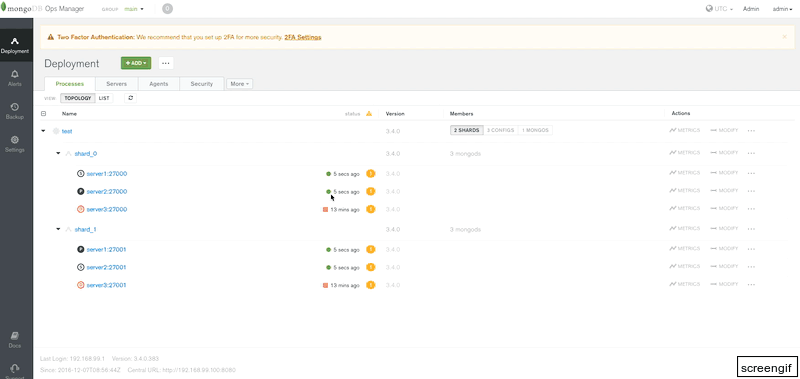 mongoDB Ops Manager GROUP main 0 UTC Admin admin
Two Factor Authentication: We recommend that you set up 2FA for more security. 2FA Settings
Deployment + ADD ...
Processes Servers Agents Security More
VIEW TOPOLOGY LIST
Name status Version Members Actions
test 3.4.0 2 SHARDS 3 CONFIGS 1 MONGOS METRICS MODIFY ...
shard_0 3.4.0 3 mongods METRICS MODIFY ...
S server1:27000 5 secs ago 3.4.0 METRICS MODIFY ...
P server2:27000 5 secs ago 3.4.0 METRICS MODIFY ...
server3:27000 13 mins ago 3.4.0 METRICS MODIFY ...
shard_1 3.4.0 3 mongods METRICS MODIFY ...
P server1:27001 5 secs ago 3.4.0 METRICS MODIFY ...
S server2:27001 5 secs ago 3.4.0 METRICS MODIFY ...
server3:27001 13 mins ago 3.4.0 METRICS MODIFY ...
Deployment
Alerts
Backup
Settings
Docs
Last Login: 192.168.99.1 Version: 3.4.0.383
Since: 2016-12-07T08:56:44Z Central URL: http://192.168.99.100:8080
screengif